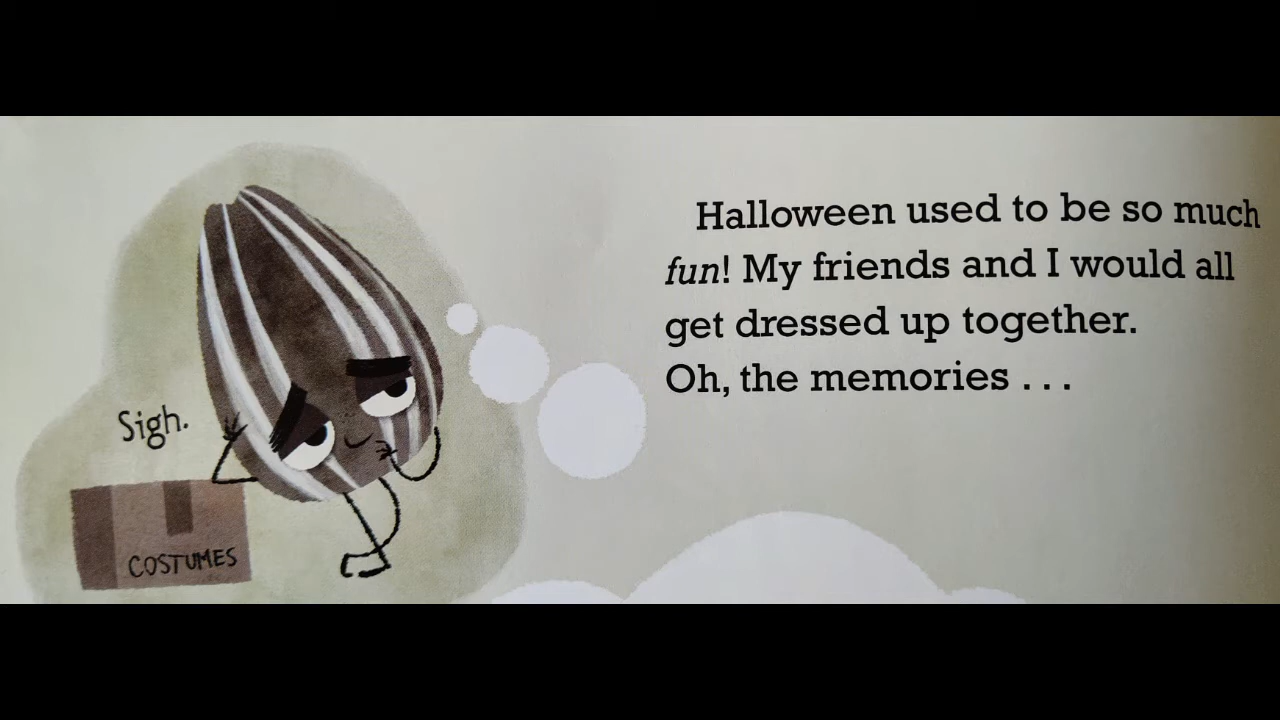 Halloween used to be so much
fun! My friends and I would all
get dressed up together.
Oh, the memories . . .
Sigh.
COSTUMES